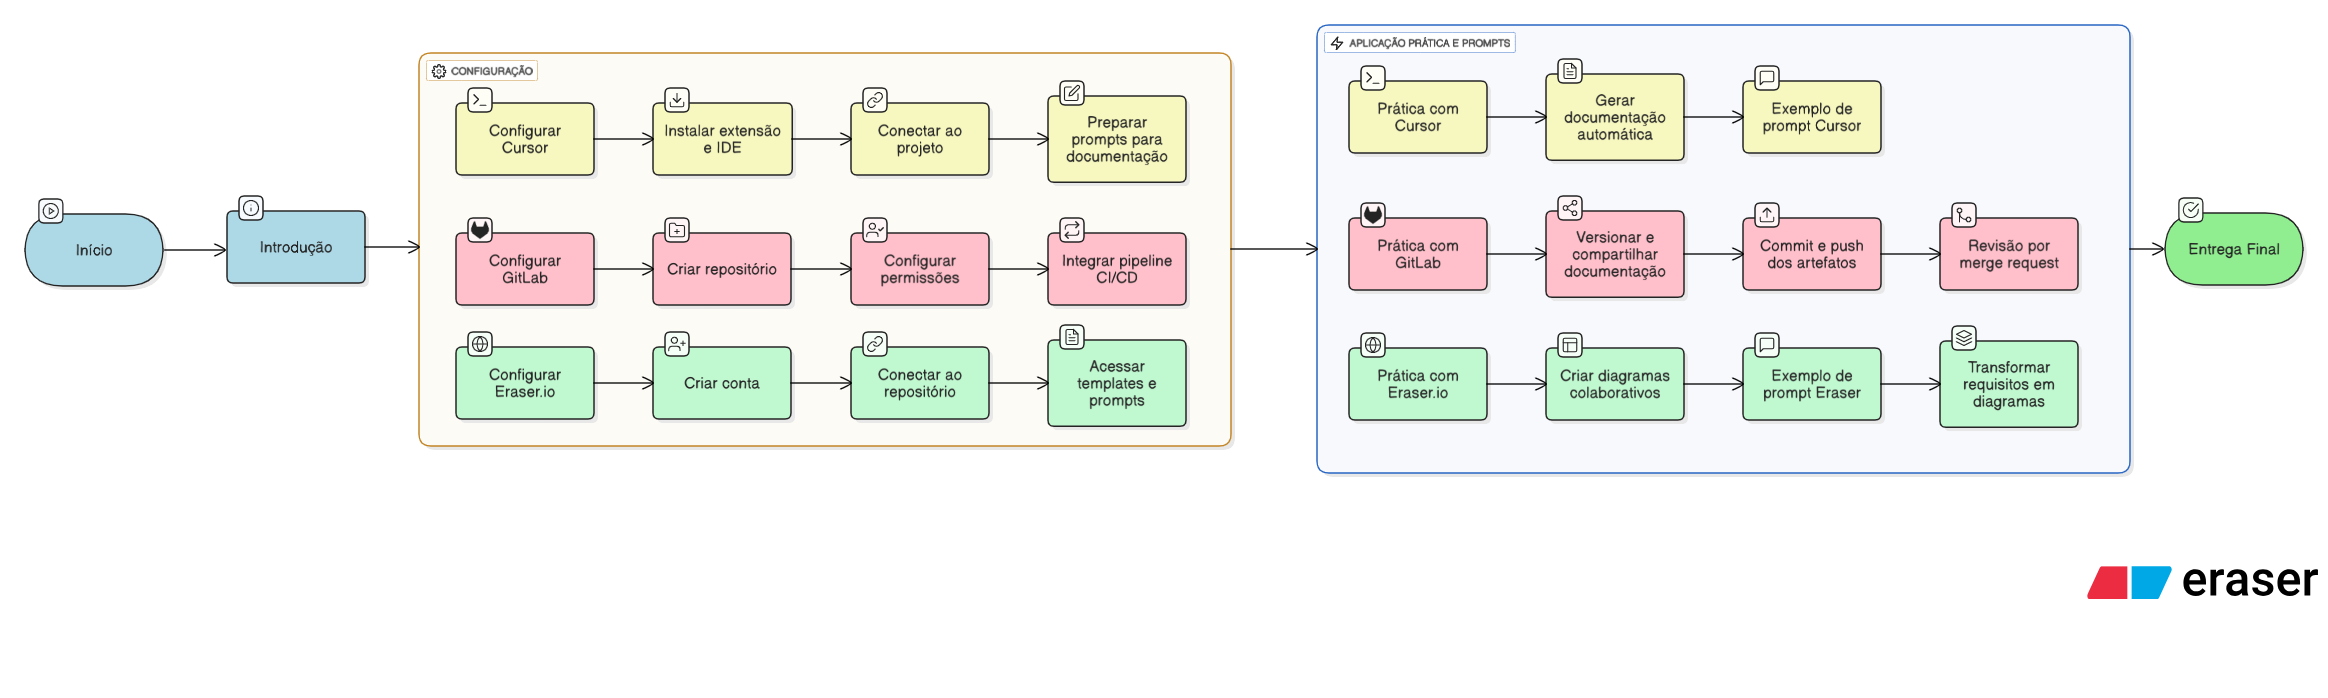 Início
Introdução
CONFIGURAÇÃO
Configurar
Cursor
Instalar extensão
e IDE
Conectar ao
projeto
Preparar
prompts para
documentação
Configurar
GitLab
Criar repositório
Configurar
permissões
Integrar pipeline
CI/CD
Configurar
Eraser.io
Criar conta
Conectar ao
repositório
Acessar
templates e
prompts
APLICAÇÃO PRÁTICA E PROMPTS
Prática com
Cursor
Gerar
documentação
automática
Exemplo de
prompt Cursor
Prática com
GitLab
Versionar e
compartilhar
documentação
Commit e push
dos artefatos
Revisão por
merge request
Prática com
Eraser.io
Criar diagramas
colaborativos
Exemplo de
prompt Eraser
Transformar
requisitos em
diagramas
Entrega Final
eraser